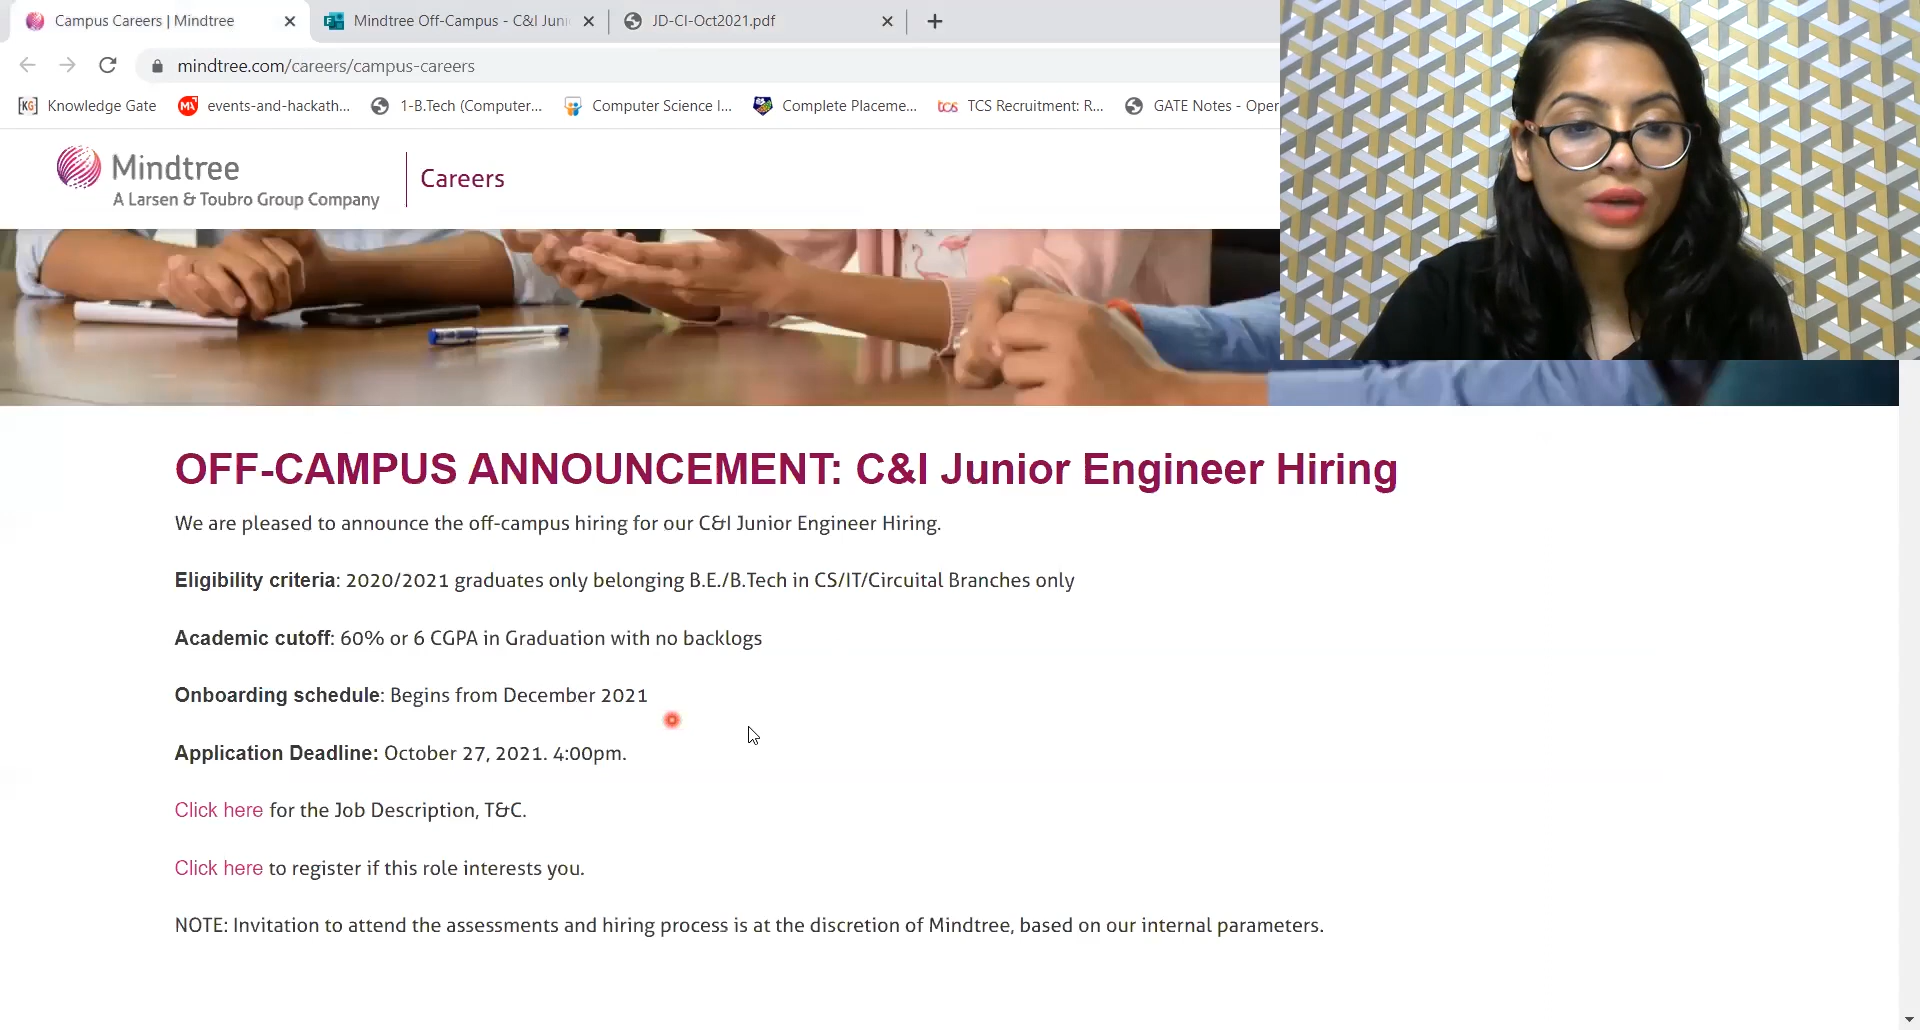 Campus Careers | Mindtree
Mindtree Off-Campus - C&I Juni
JD-CI-Oct2021.pdf
mindtree.com/careers/campus-careers
KG Knowledge Gate
events-and-hackath...
1-B.Tech (Computer...
Computer Science I...
Complete Placeme...
tcs TCS Recruitment: R...
GATE Notes - Oper
Mindtree
A Larsen & Toubro Group Company
Careers
OFF-CAMPUS ANNOUNCEMENT: C&I Junior Engineer Hiring
We are pleased to announce the off-campus hiring for our C&I Junior Engineer Hiring.
Eligibility criteria: 2020/2021 graduates only belonging B.E./B.Tech in CS/IT/Circuital Branches only
Academic cutoff: 60% or 6 CGPA in Graduation with no backlogs
Onboarding schedule: Begins from December 2021
Application Deadline: October 27, 2021. 4:00pm.
Click here for the Job Description, T&C.
Click here to register if this role interests you.
NOTE: Invitation to attend the assessments and hiring process is at the discretion of Mindtree, based on our internal parameters.